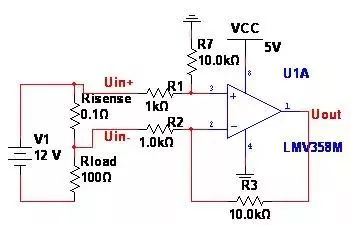 VCC
5V
R7
10.0kΩ
U1A
Uin+
Risense
0.1Ω
R1
1kΩ
8
3
+
1
Uout
V1
12 V
Uin-
R2
1.0kΩ
2
−
4
LMV358M
Rload
100Ω
R3
10.0kΩ